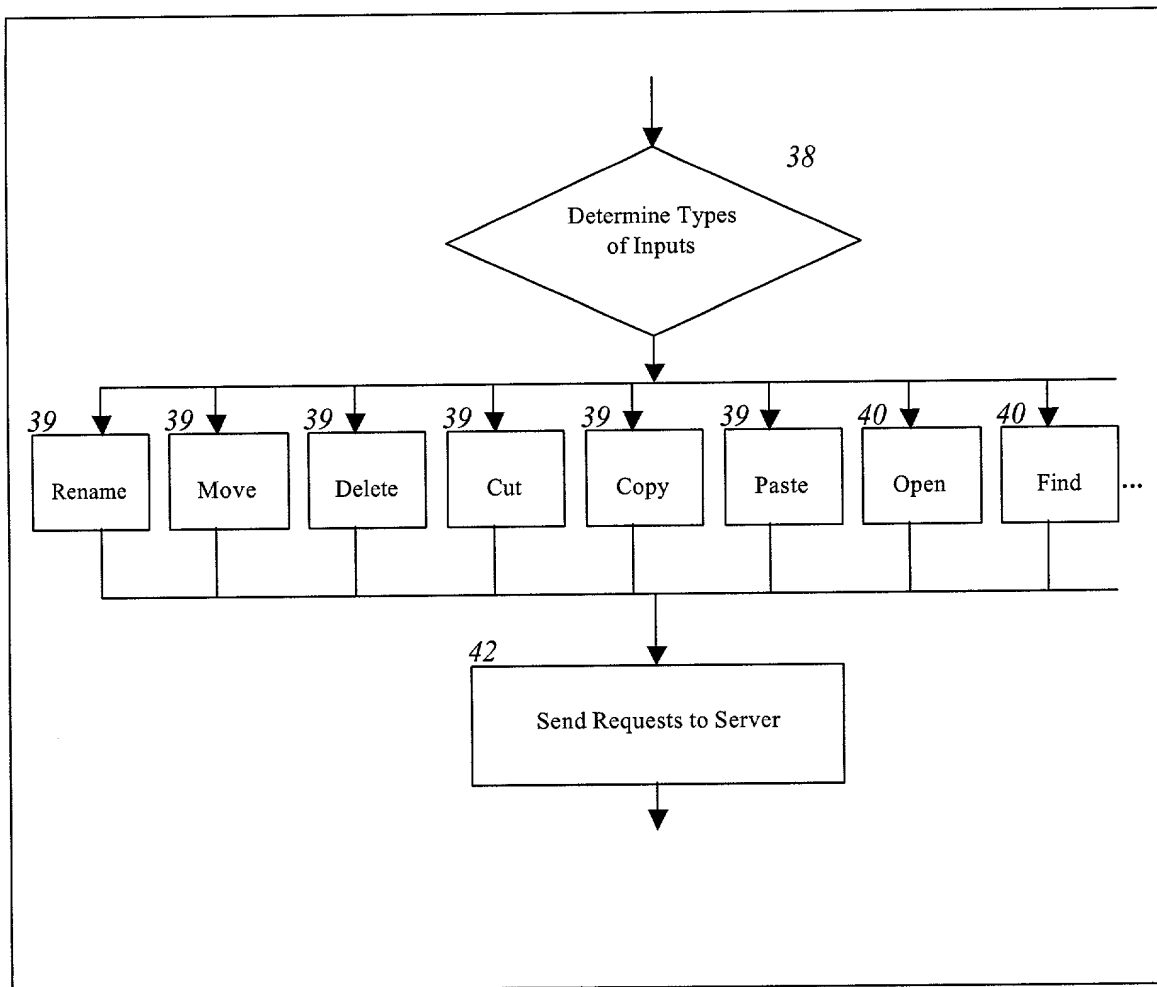 38
Determine Types
of Inputs
39 39 39 39 39 39 40 40
Rename Move Delete Cut Copy Paste Open Find ...
42
Send Requests to Server